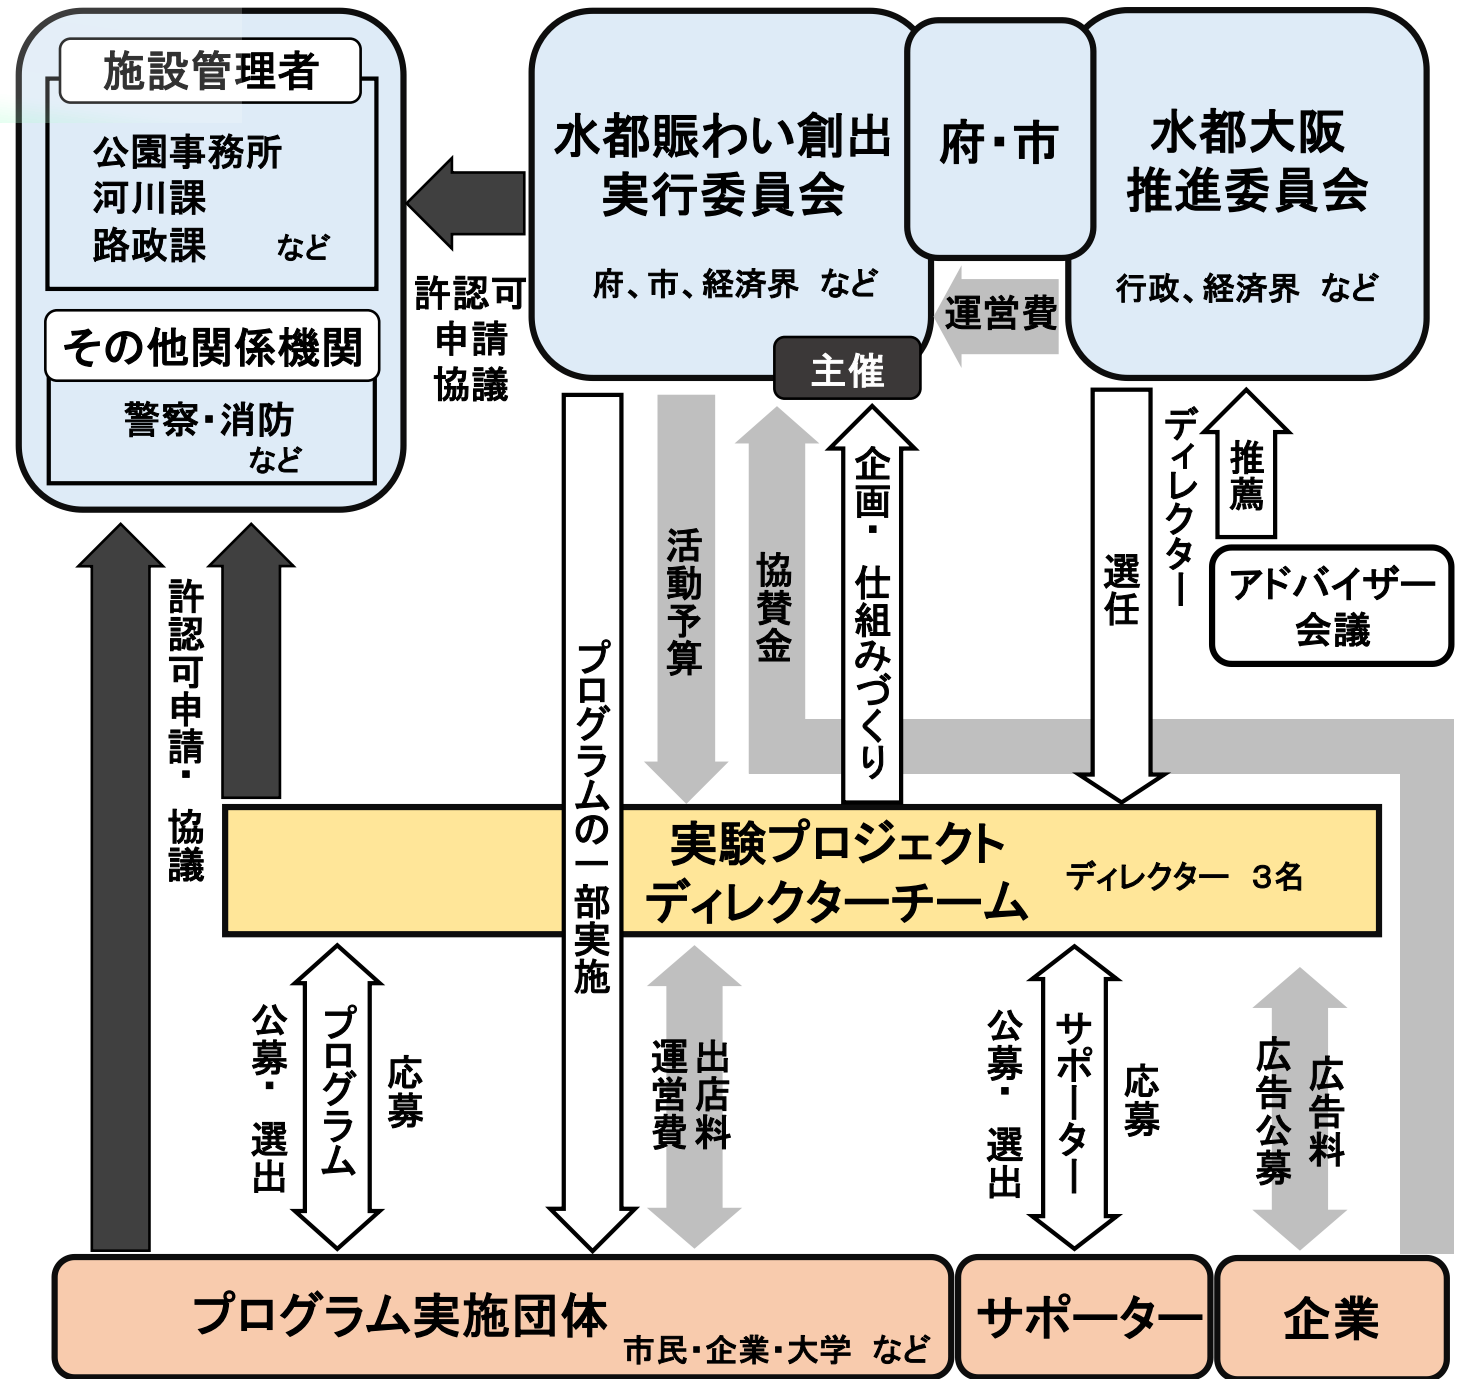 施設管理者
公園事務所
河川課
路政課　など
その他関係機関
警察・消防
など
許認可
申請
協議
水都賑わい創出
実行委員会
府、市、経済界 など
主催
府・市
運営費
水都大阪
推進委員会
行政、経済界 など
許認可申請・協議
プログラムの一部実施
活動予算
協賛金
企画・仕組みづくり
選任
ディレクター
推薦
アドバイザー
会議
実験プロジェクト
ディレクターチーム
ディレクター　３名
公募・選出
プログラム
応募
運営費
出店料
公募・選出
サポーター
応募
広告公募
広告料
プログラム実施団体
市民・企業・大学　など
サポーター
企業